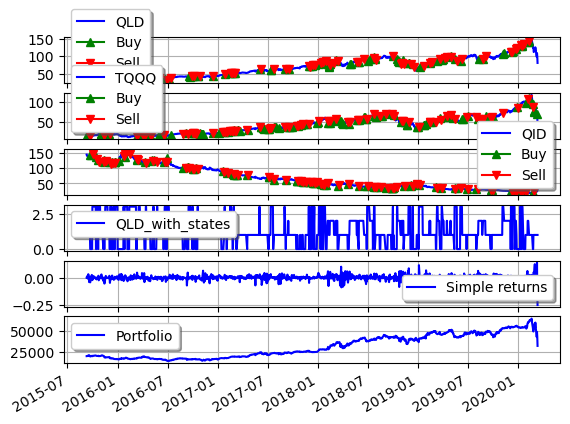 QLD
Buy
Sell
150
100
50
TQQQ
Buy
Sell
100
50
QID
Buy
Sell
150
100
50
QLD_with_states
2.5
0.0
Simple returns
0.00
−0.25
Portfolio
50000
25000
2015-07
2016-01
2016-07
2017-01
2017-07
2018-01
2018-07
2019-01
2019-07
2020-01